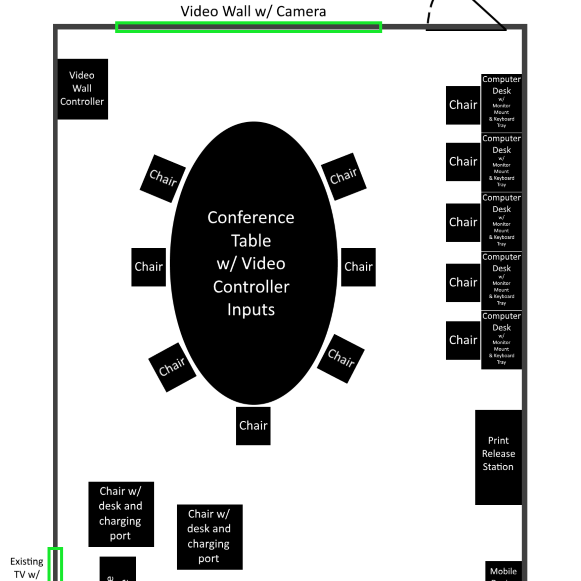 Video Wall w/ Camera
Video
Wall
Controller
Computer
Desk
w/
Monitor
Mount
& Keyboard
Tray
Chair
Computer
Desk
w/
Monitor
Mount
& Keyboard
Tray
Chair
Computer
Desk
w/
Monitor
Mount
& Keyboard
Tray
Chair
Computer
Desk
w/
Monitor
Mount
& Keyboard
Tray
Chair
Computer
Desk
w/
Monitor
Mount
& Keyboard
Tray
Chair
Chair
Chair
Conference
Table
w/ Video
Controller
Inputs
Chair
Chair
Chair
Chair
Chair
Print
Release
Station
Chair w/
desk and
charging
port
Chair w/
desk and
charging
port
Existing
TV w/
Mobile